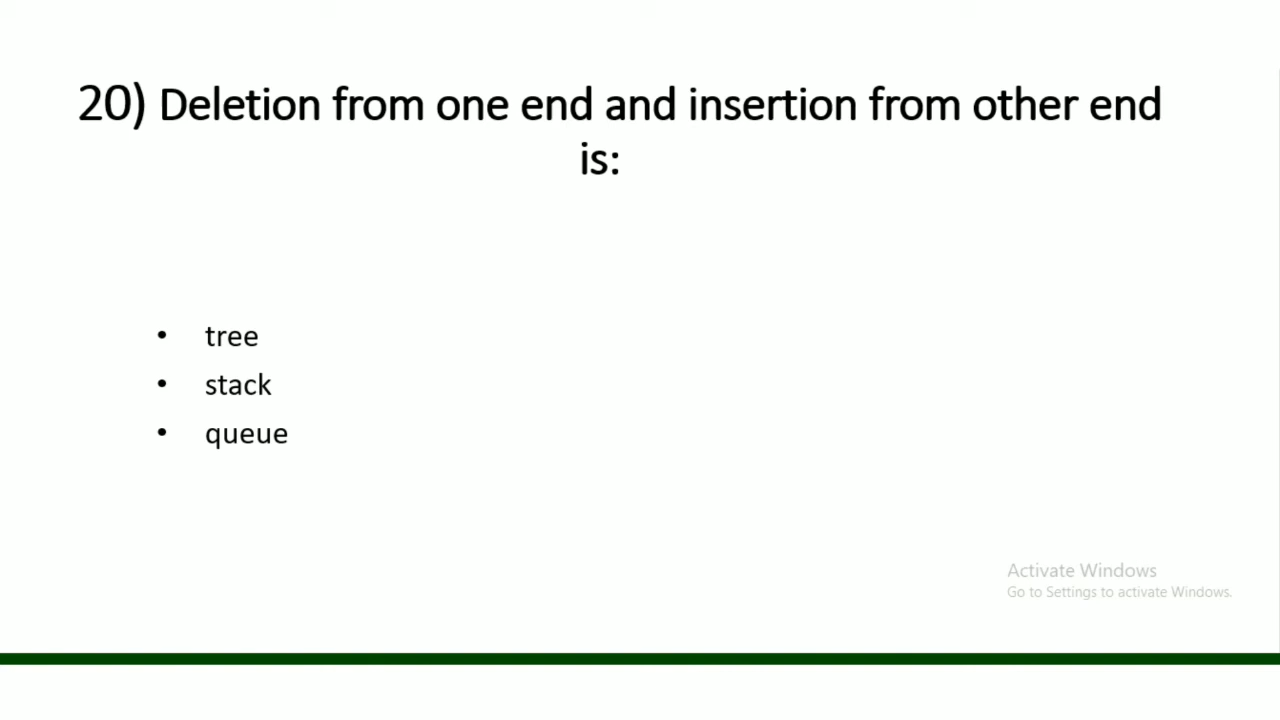 20) Deletion from one end and insertion from other end
is:
• tree
• stack
• queue
Activate Windows
Go to Settings to activate Windows.